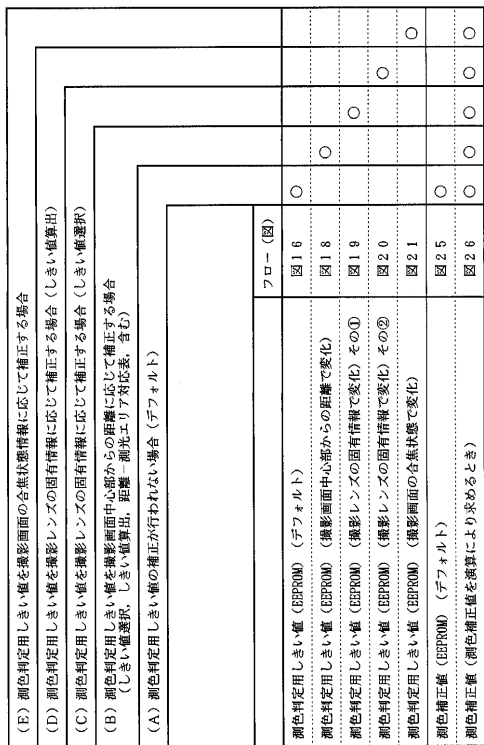 (E) 測色判定用しきい値を撮影画面の合焦状態情報に応じて補正する場合
(D) 測色判定用しきい値を撮影レンズの固有情報に応じて補正する場合(しきい値算出)
(C) 測色判定用しきい値を撮影レンズの固有情報に応じて補正する場合(しきい値選択)
(B) 測色判定用しきい値を撮影画面中心部からの距離に応じて補正する場合
(しきい値選択, しきい値算出, 距離−測光エリア対応表, 含む)
(A) 測色判定用しきい値の補正が行われない場合(デフォルト)
フロー(図)
測色判定用しきい値(EEPROM)(デフォルト) 図16 ○
測色判定用しきい値(EEPROM)(撮影画面中心部からの距離で変化) 図18 ○
測色判定用しきい値(EEPROM)(撮影レンズの固有情報で変化)その① 図19 ○
測色判定用しきい値(EEPROM)(撮影レンズの固有情報で変化)その② 図20 ○
測色判定用しきい値(EEPROM)(撮影画面の合焦状態で変化) 図21 ○
測色補正値(EEPROM)(デフォルト) 図25 ○
測色補正値(測色補正値を演算により求めるとき) 図26 ○ ○ ○ ○ ○